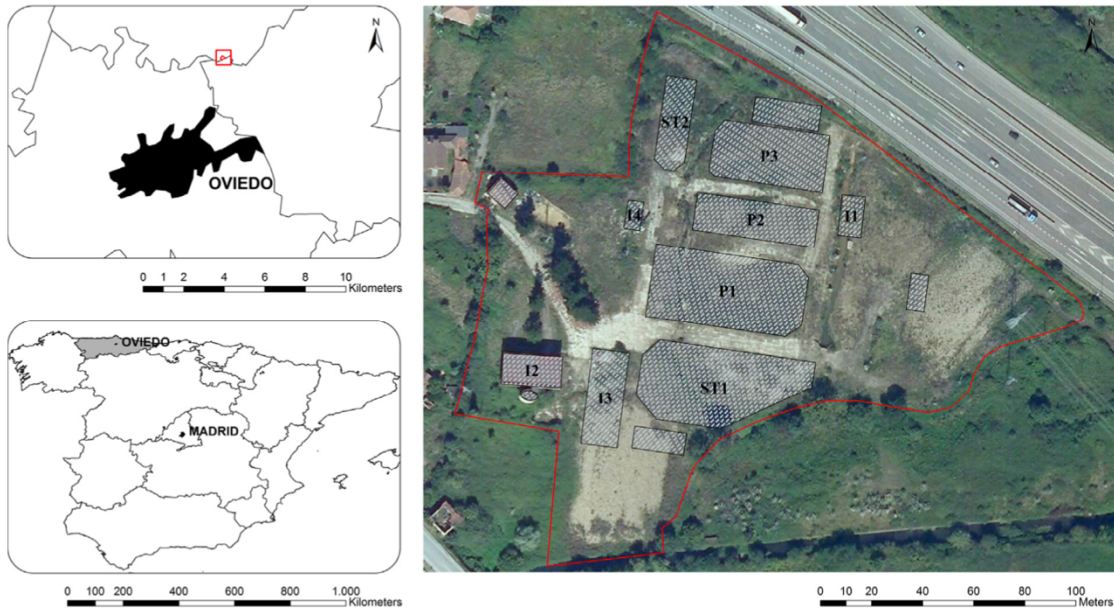 N
OVIEDO
0 1 2 4 6 8 10
Kilometers
OVIEDO
MADRID
0 200 400 600 800 1.000
Kilometers
N
ST2
P3
I4
P2
I1
P1
I2
I3
ST1
0 10 20 40 60 80 100
Meters